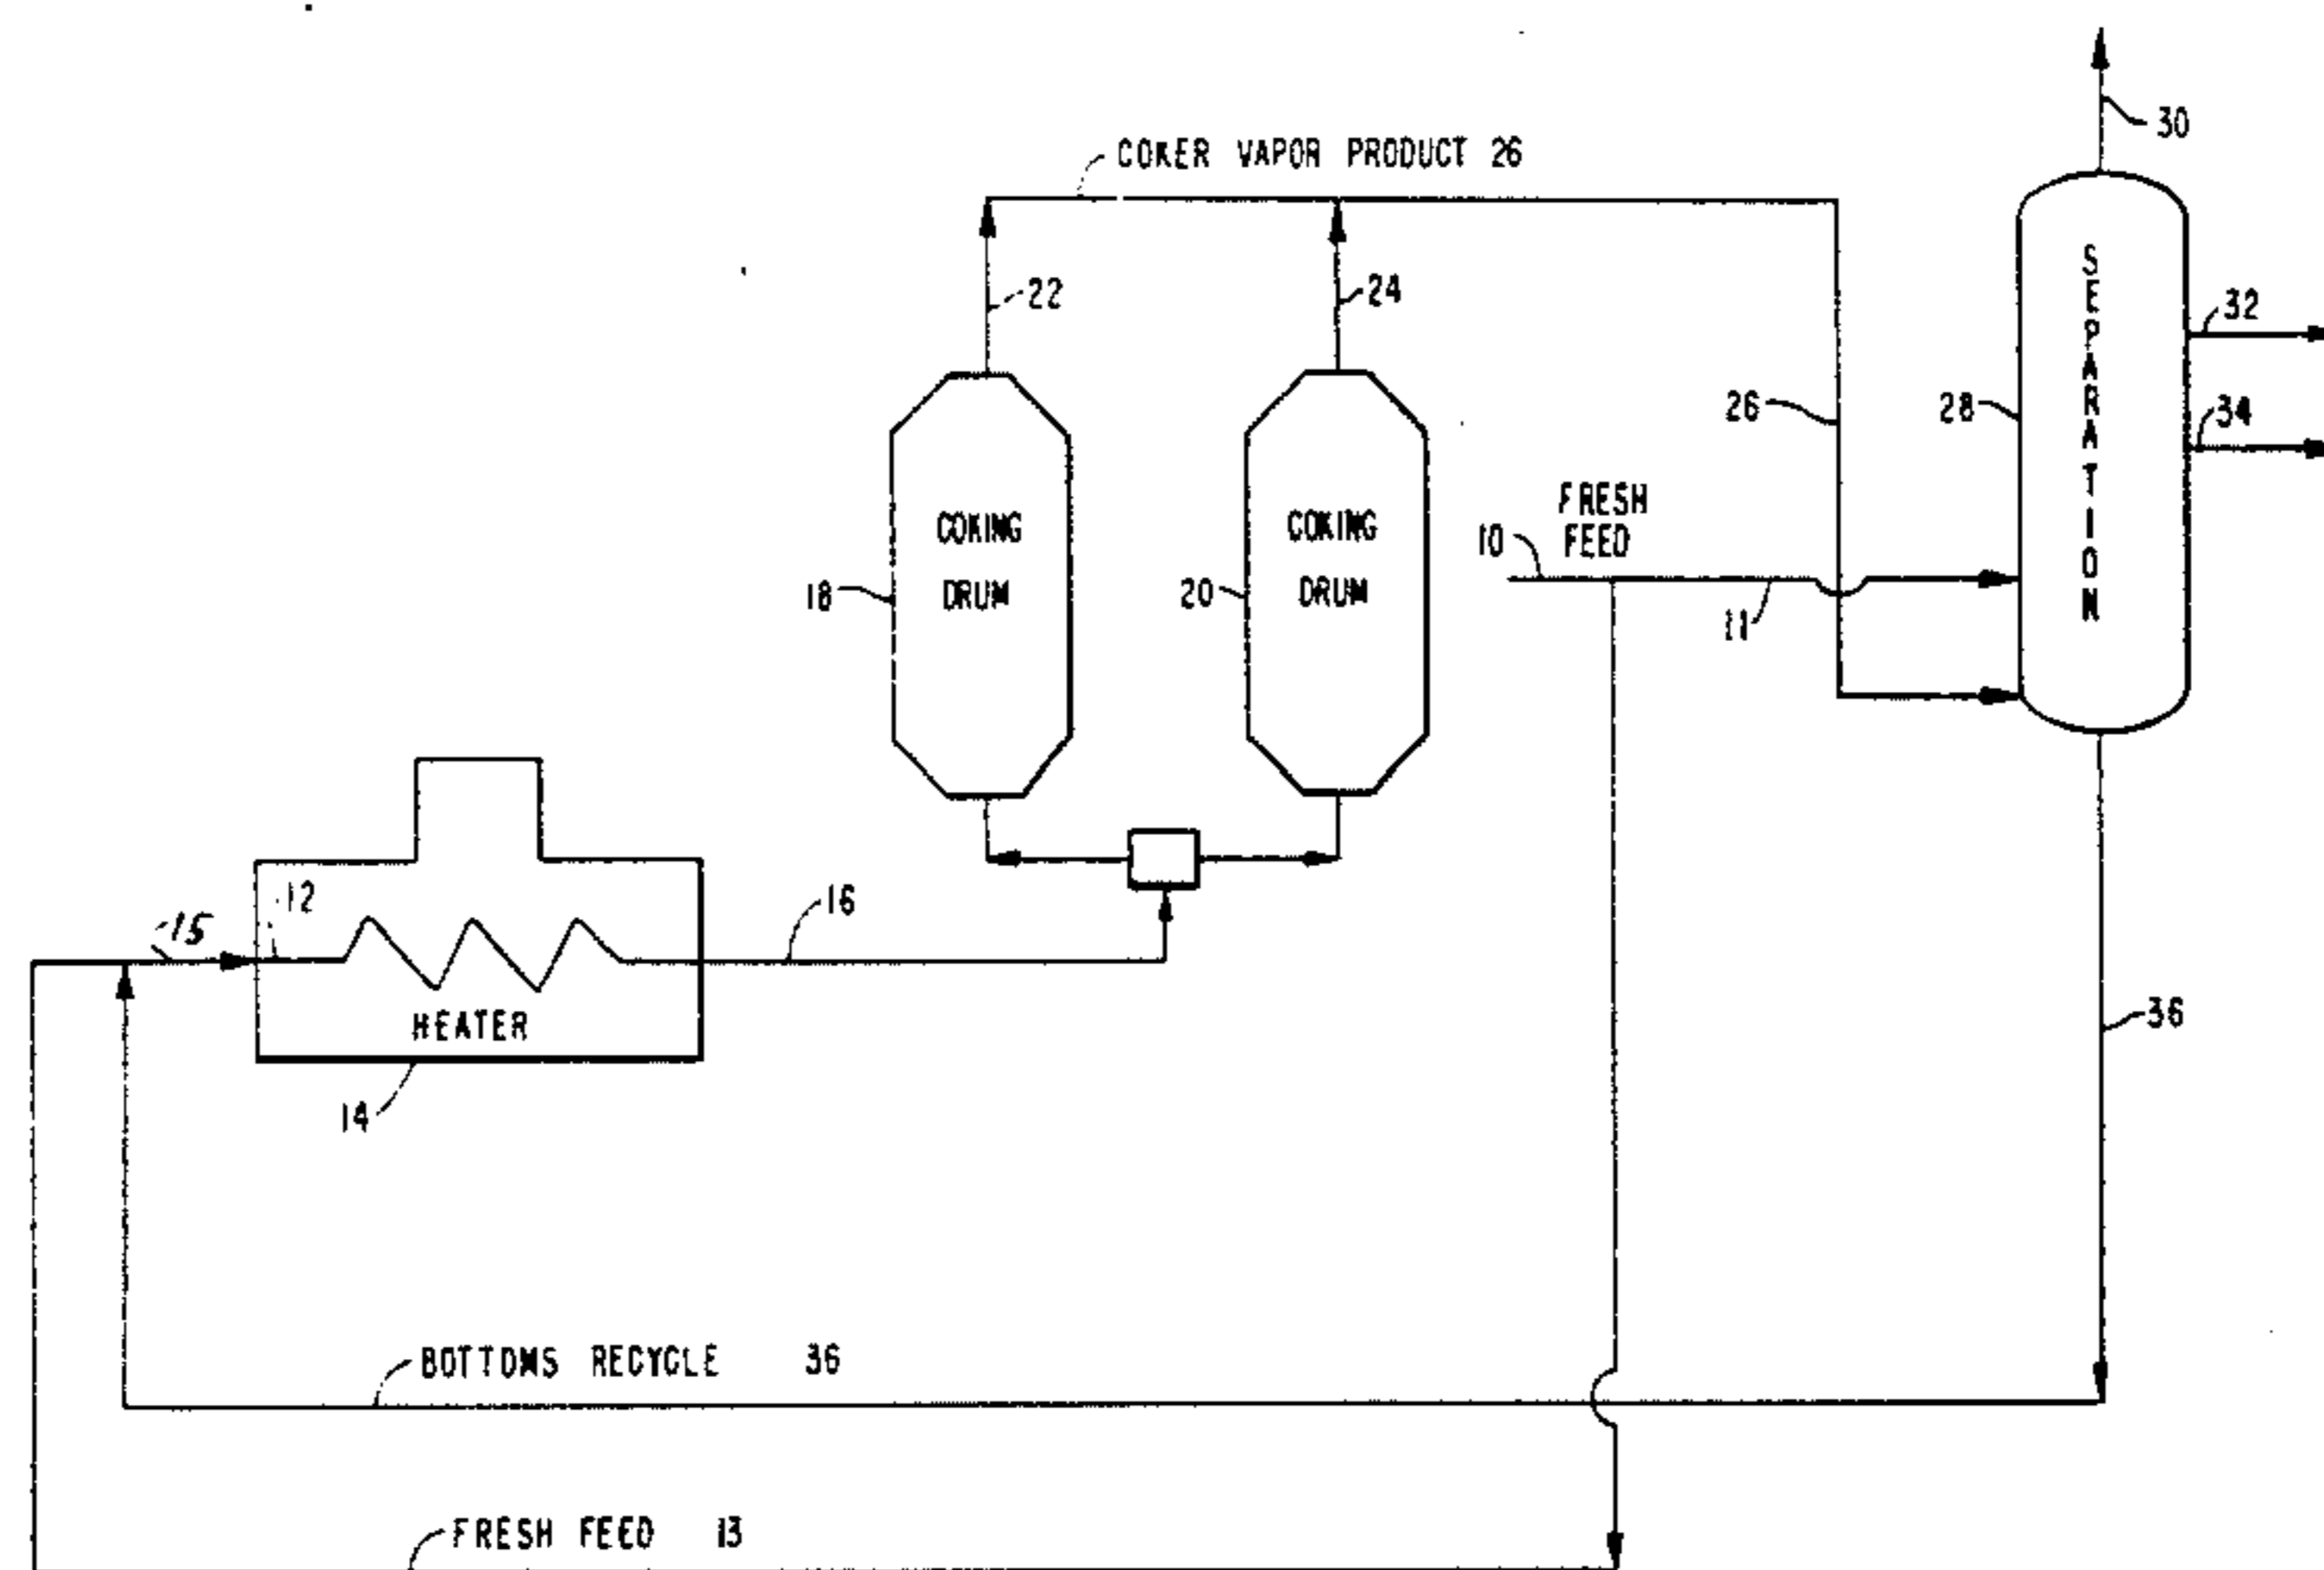 30
COKER VAPOR PRODUCT 26
22
24
32
26
28
34
SEPARATION
FRESH
FEED
10
COKING
DRUM
COKING
DRUM
18
20
11
12
15
16
HEATER
14
36
BOTTOMS RECYCLE 36
FRESH FEED 13